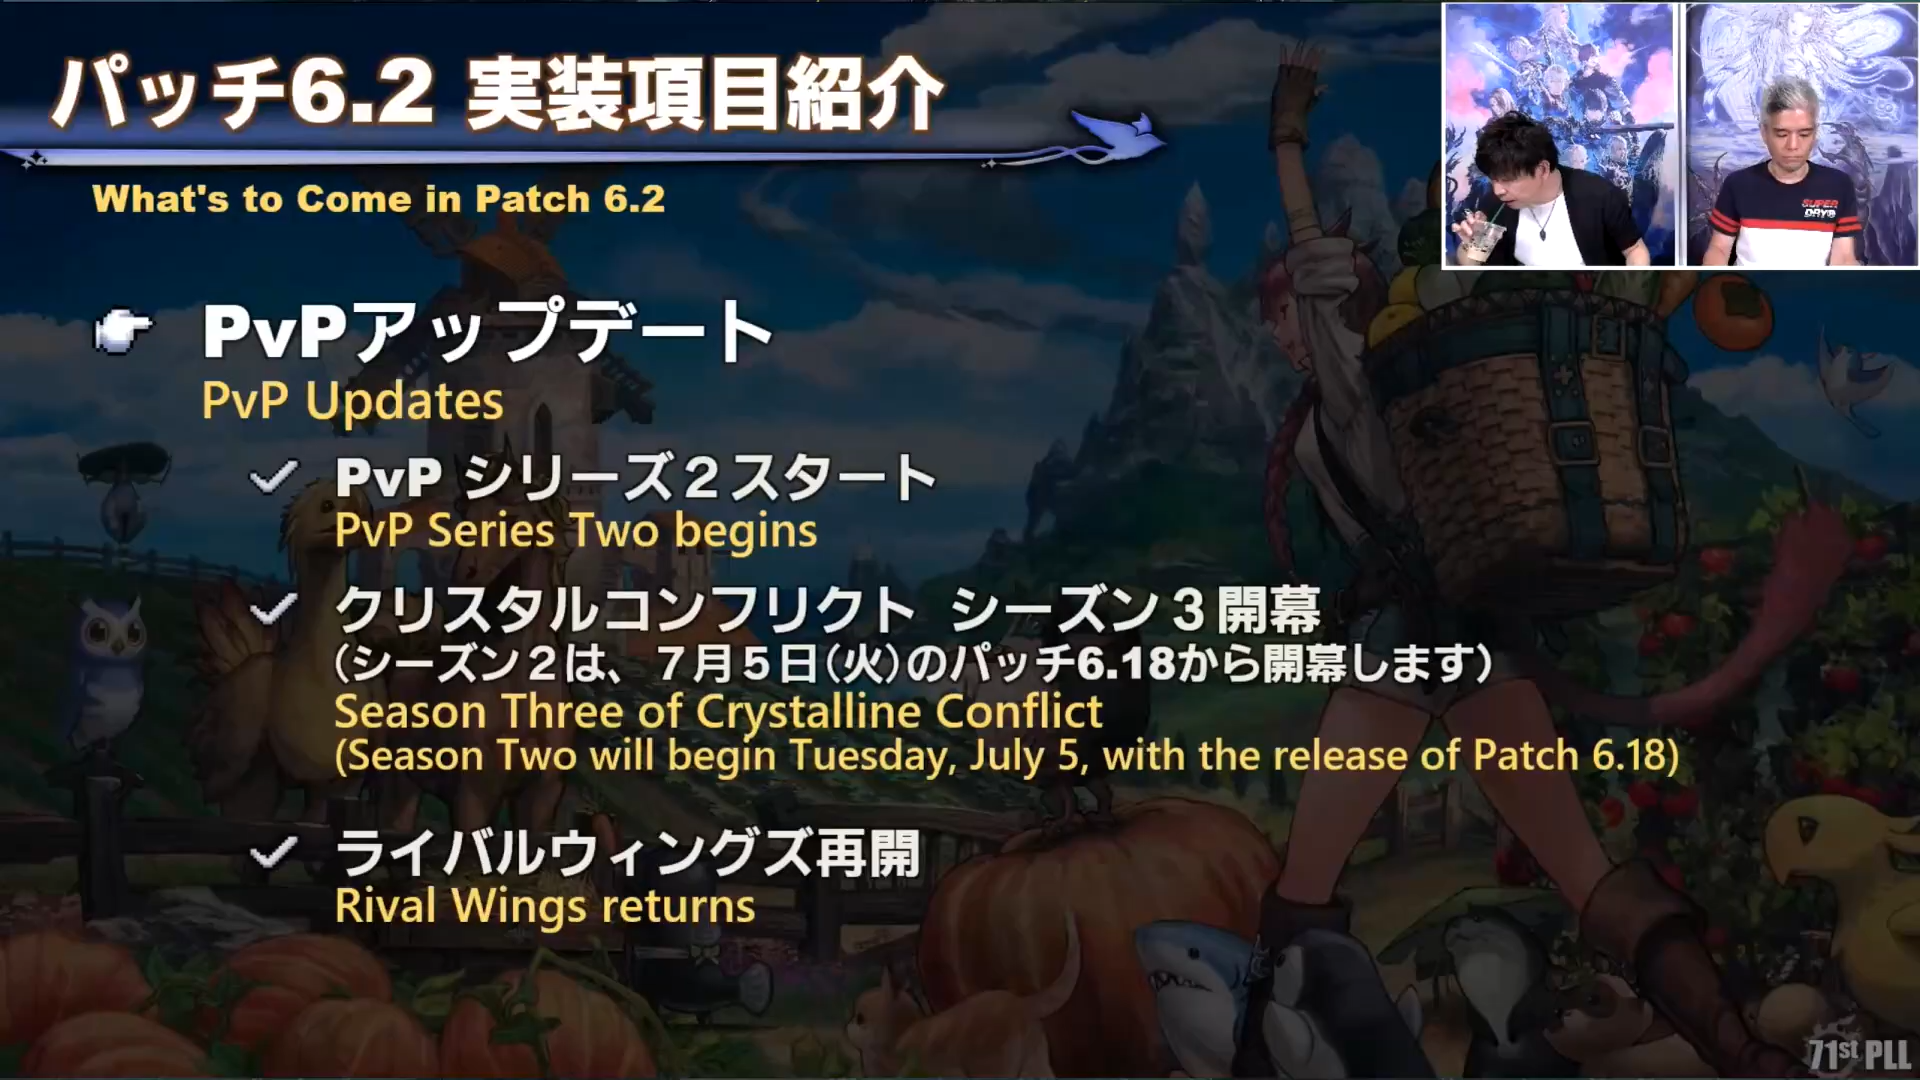 パッチ6.2 実装項目紹介
What's to Come in Patch 6.2
PvPアップデート
PvP Updates
PvP シリーズ２スタート
PvP Series Two begins
クリスタルコンフリクト シーズン３開幕
（シーズン２は、７月５日（火）のパッチ6.18から開幕します）
Season Three of Crystalline Conflict
(Season Two will begin Tuesday, July 5, with the release of Patch 6.18)
ライバルウィングズ再開
Rival Wings returns
SUPER
DRY
71st PLL